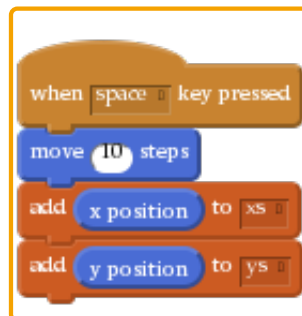 when space key pressed
move 10 steps
add x position to xs
add y position to ys